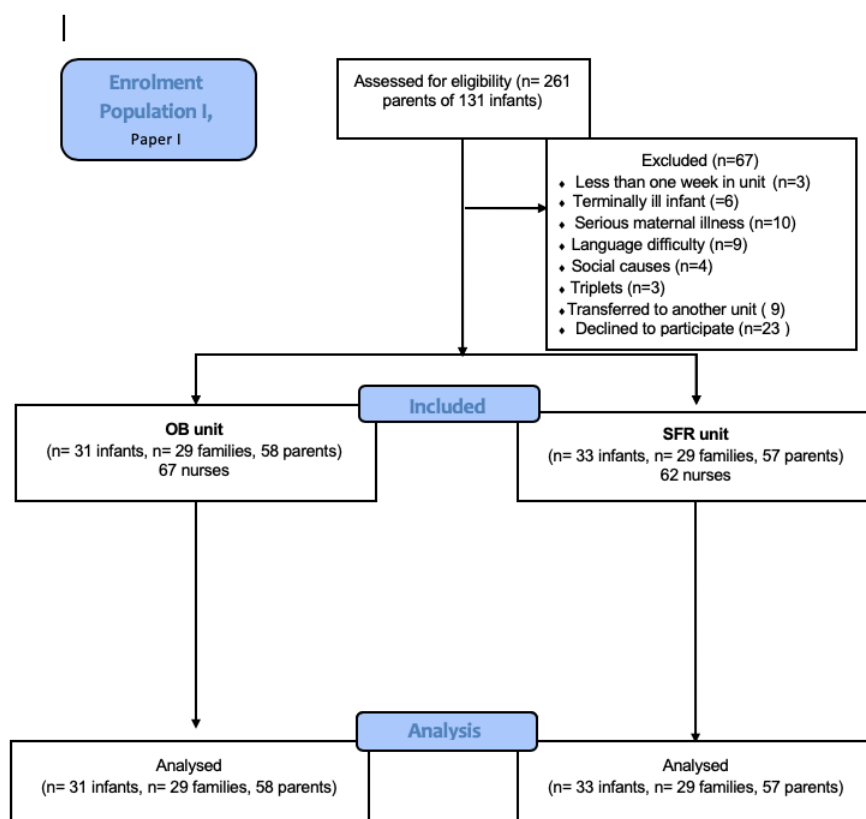 Enrolment
Population I,
Paper I
Assessed for eligibility (n= 261
parents of 131 infants)
Excluded (n=67)
⬧ Less than one week in unit (n=3)
⬧ Terminally ill infant (=6)
⬧ Serious maternal illness (n=10)
⬧ Language difficulty (n=9)
⬧ Social causes (n=4)
⬧ Triplets (n=3)
⬧ Transferred to another unit ( 9)
⬧ Declined to participate (n=23 )
Included
OB unit
(n= 31 infants, n= 29 families, 58 parents)
67 nurses
SFR unit
(n= 33 infants, n= 29 families, 57 parents)
62 nurses
Analysis
Analysed
(n= 31 infants, n= 29 families, 58 parents)
Analysed
(n= 33 infants, n= 29 families, 57 parents)